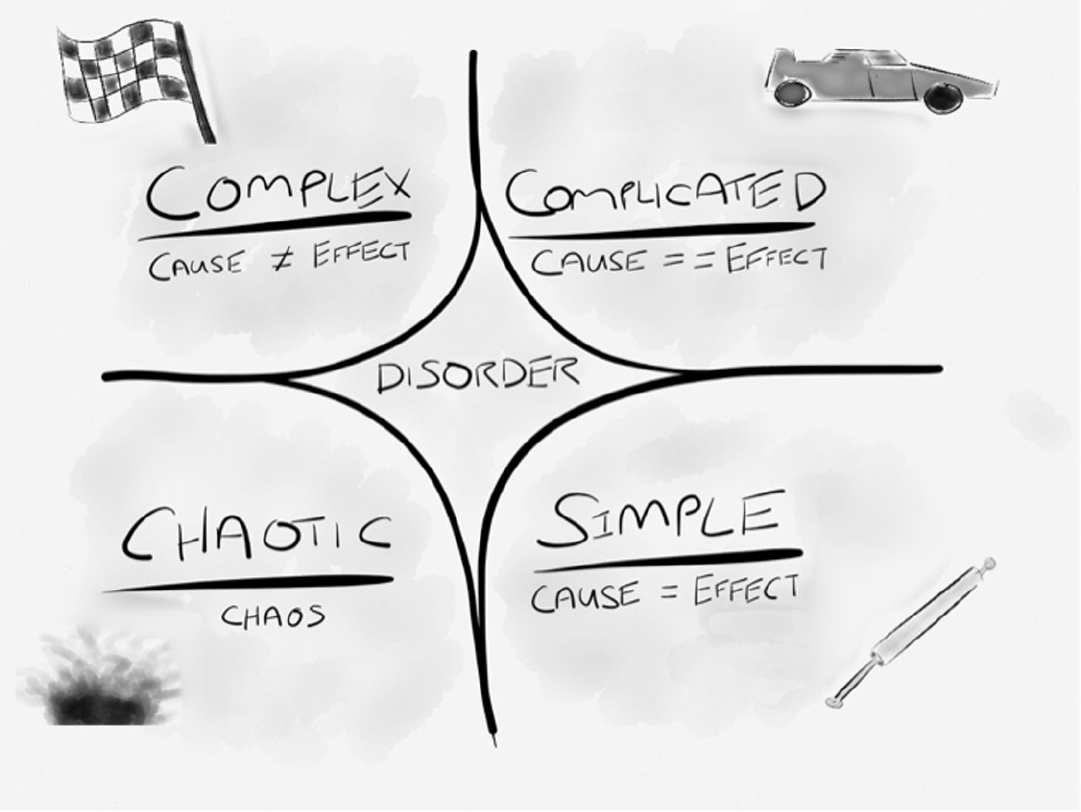 COMPLEX
CAUSE ≠ EFFECT
COMPLICATED
CAUSE == EFFECT
DISORDER
CHAOTIC
CHAOS
SIMPLE
CAUSE = EFFECT